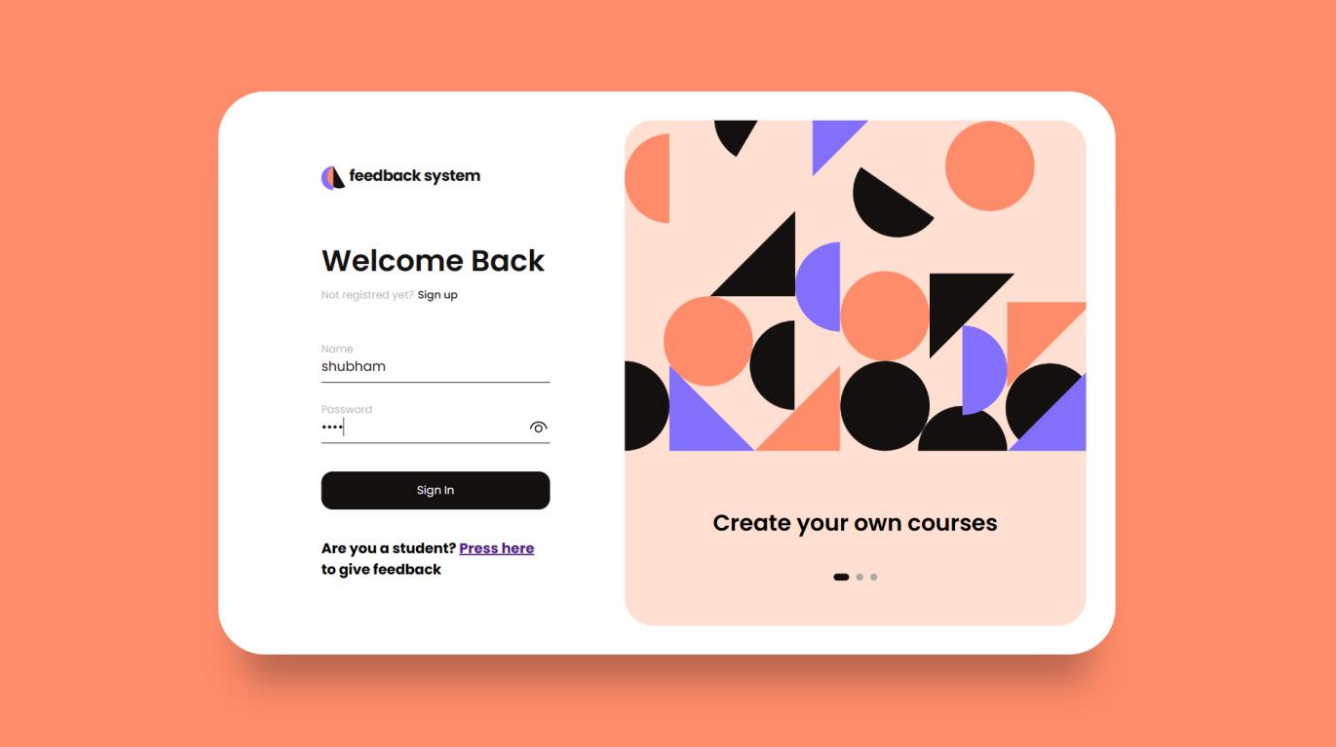 feedback system
Welcome Back
Not registred yet? Sign up
Name
shubham
Password
••••
Sign In
Are you a student? Press here
to give feedback
Create your own courses